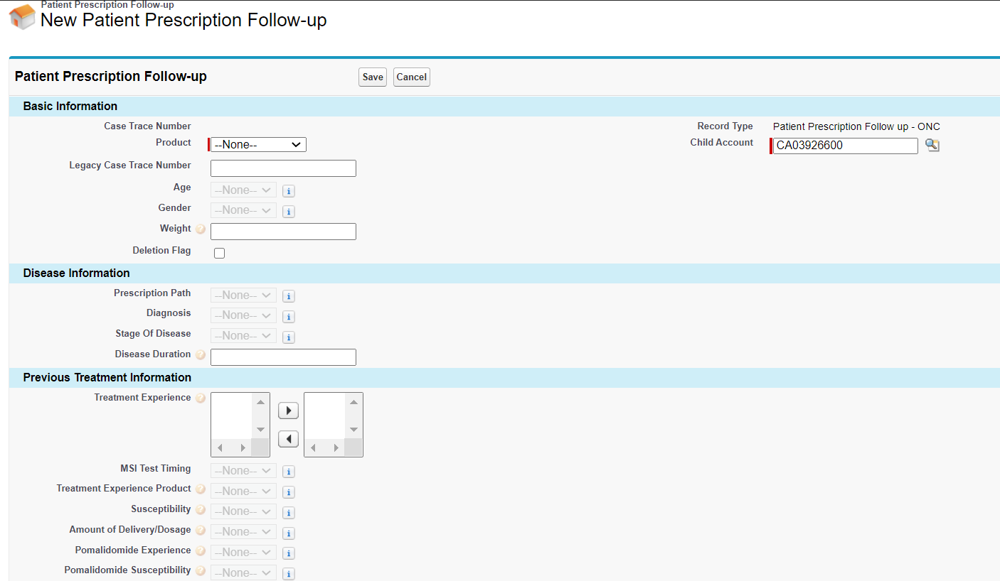 Patient Prescription Follow-up
New Patient Prescription Follow-up
Patient Prescription Follow-up Save Cancel
Basic Information
Case Trace Number Record Type Patient Prescription Follow up - ONC
Product --None-- Child Account CA03926600
Legacy Case Trace Number
Age --None-- i
Gender --None-- i
Weight ?
Deletion Flag
Disease Information
Prescription Path --None-- i
Diagnosis --None-- i
Stage Of Disease --None-- i
Disease Duration ?
Previous Treatment Information
Treatment Experience ?
MSI Test Timing --None-- i
Treatment Experience Product ? --None-- i
Susceptibility ? --None-- i
Amount of Delivery/Dosage ? --None-- i
Pomalidomide Experience ? --None-- i
Pomalidomide Susceptibility ? --None-- i